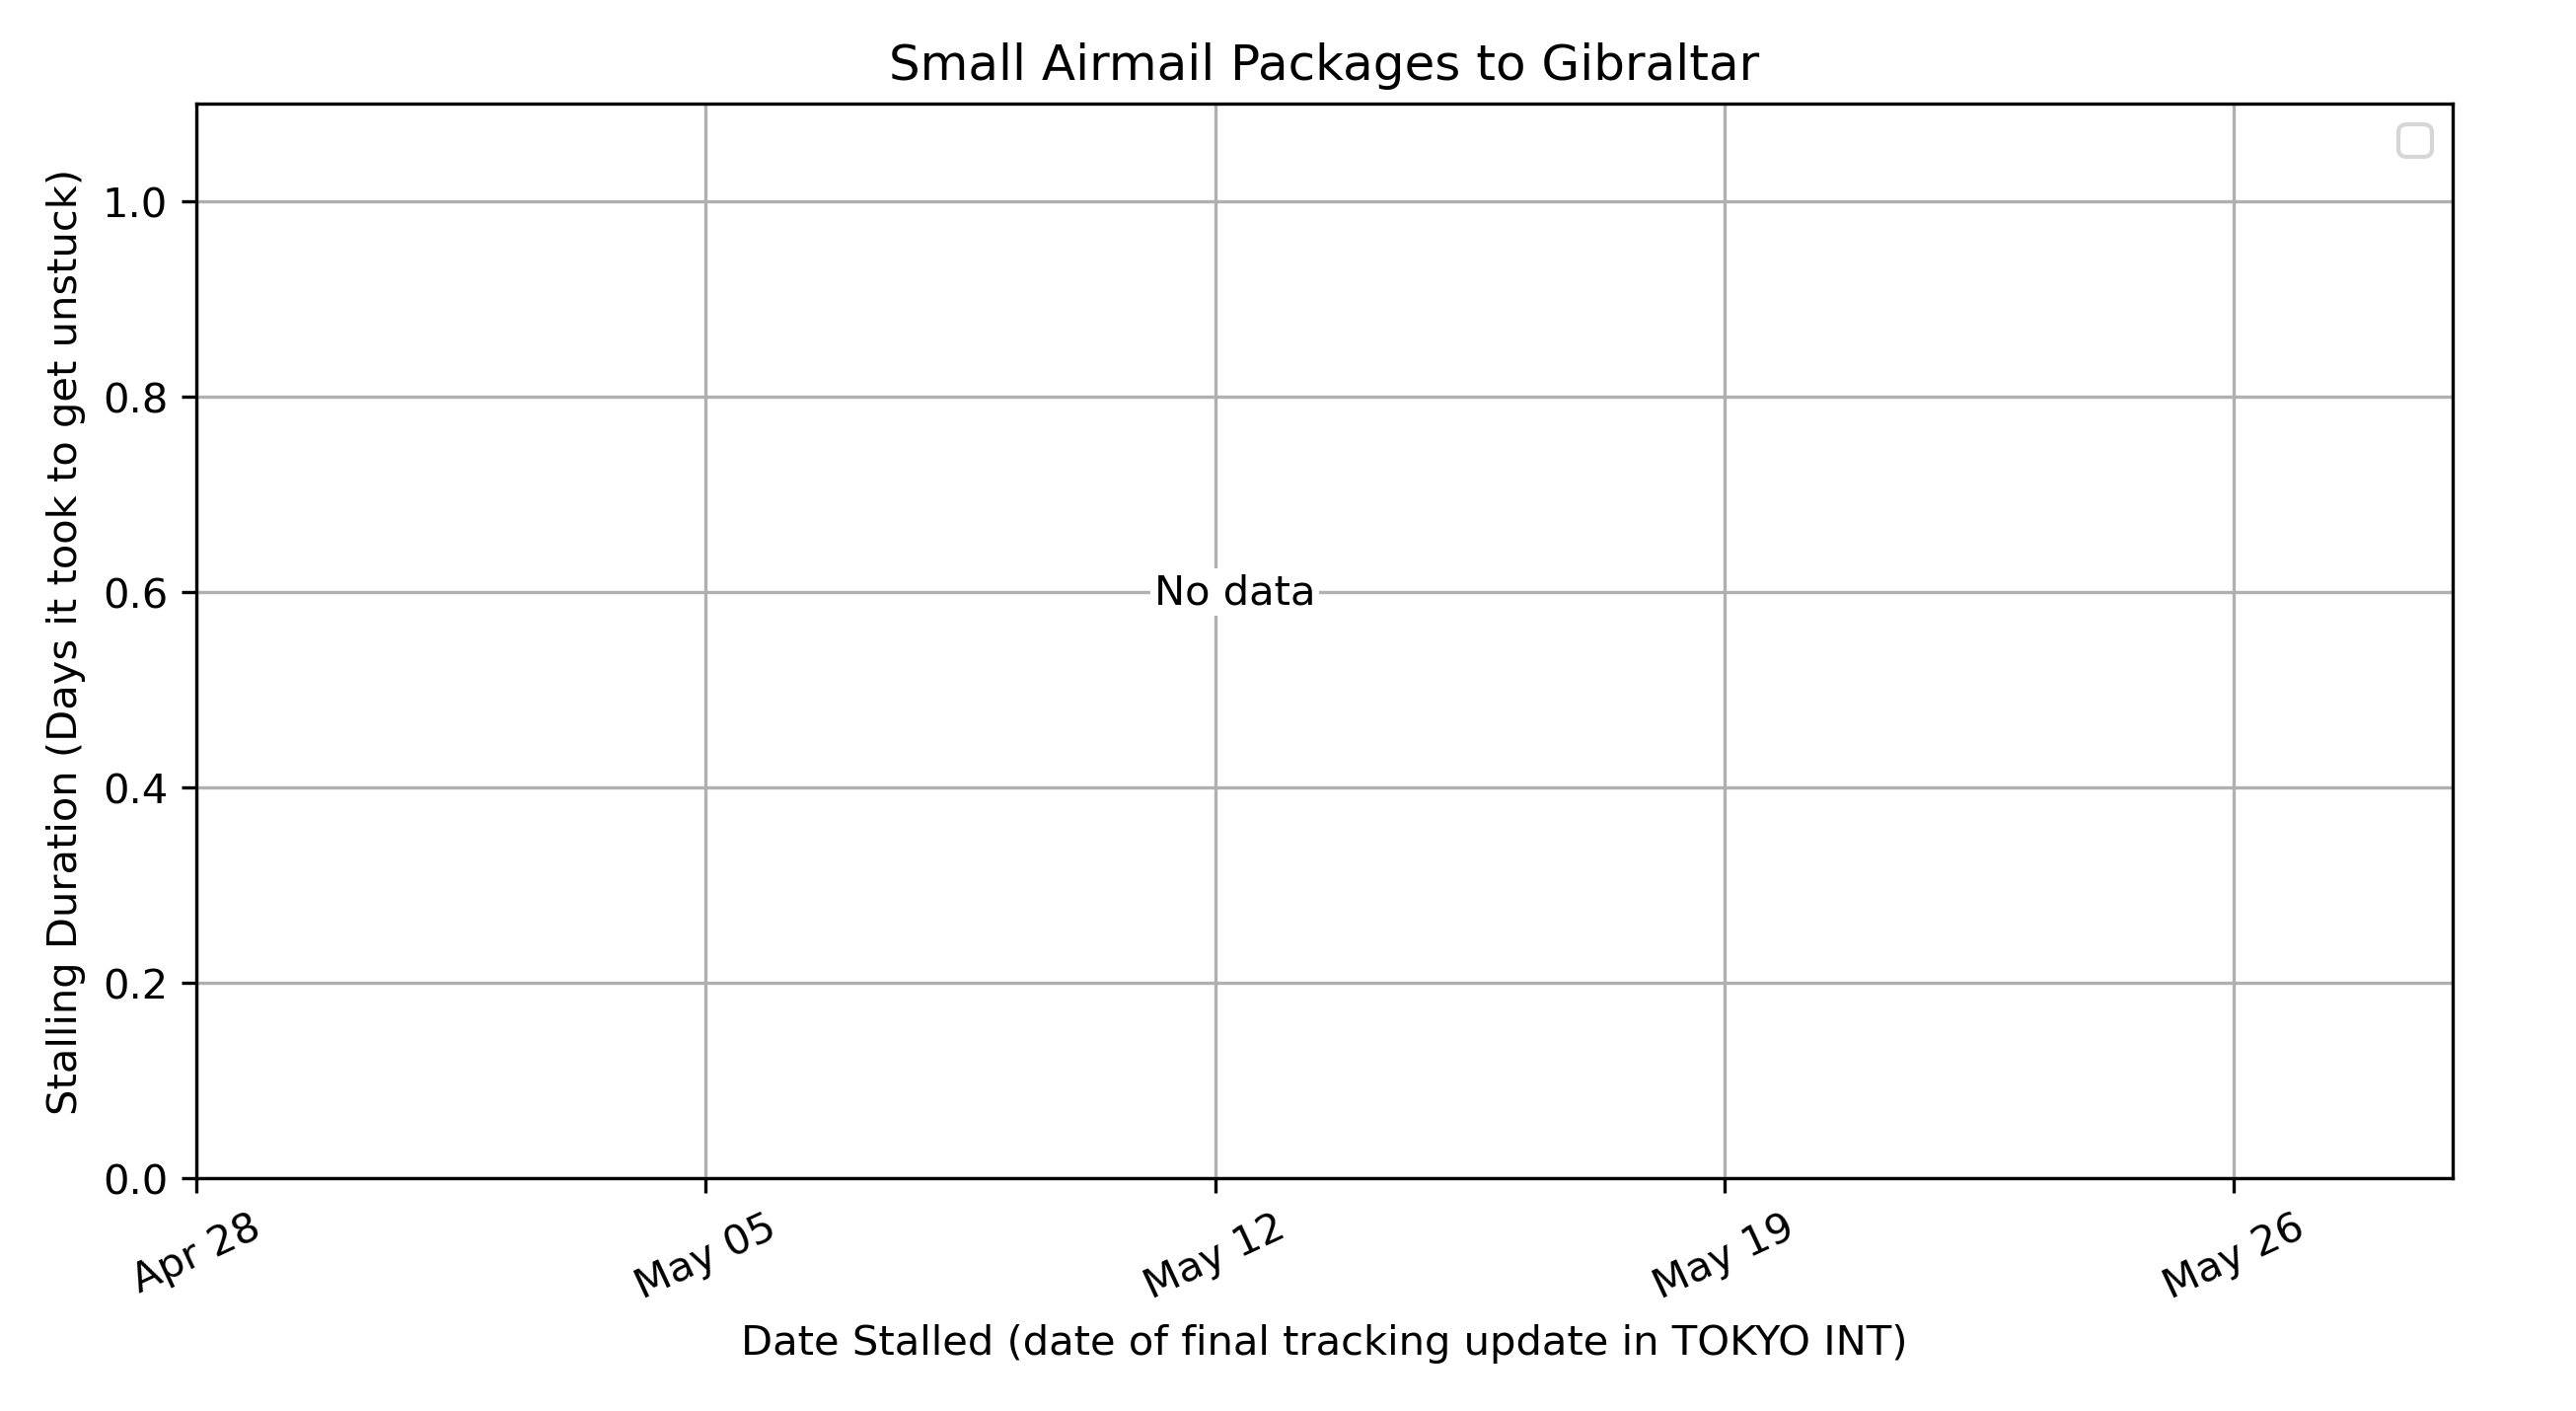 Small Airmail Packages to Gibraltar
Stalling Duration (Days it took to get unstuck)
1.0
0.8
0.6
0.4
0.2
0.0
No data
Apr 28
May 05
May 12
May 19
May 26
Date Stalled (date of final tracking update in TOKYO INT)